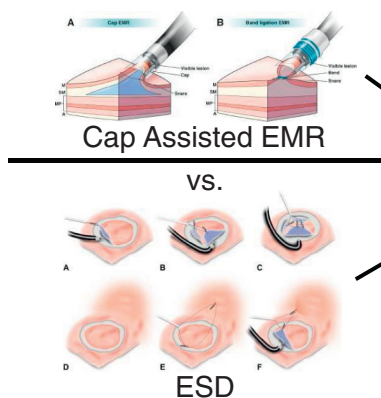 A Cap EMR
B Band ligation EMR
Visible lesion
Cap
Snare
M
SM
MP
A
Visible lesion
Band
Snare
M
SM
MP
A
Cap Assisted EMR
vs.
A B C
D E F
ESD